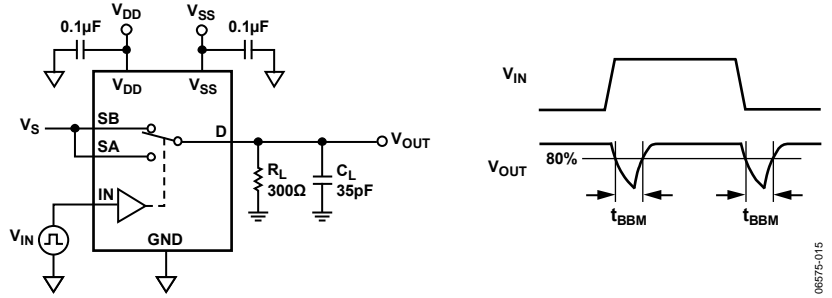 V_DD V_SS
0.1µF 0.1µF
V_DD V_SS
V_S SB D V_OUT
SA
R_L
300Ω
C_L
35pF
IN
V_IN
GND
V_IN
V_OUT 80%
t_BBM t_BBM
06575-015